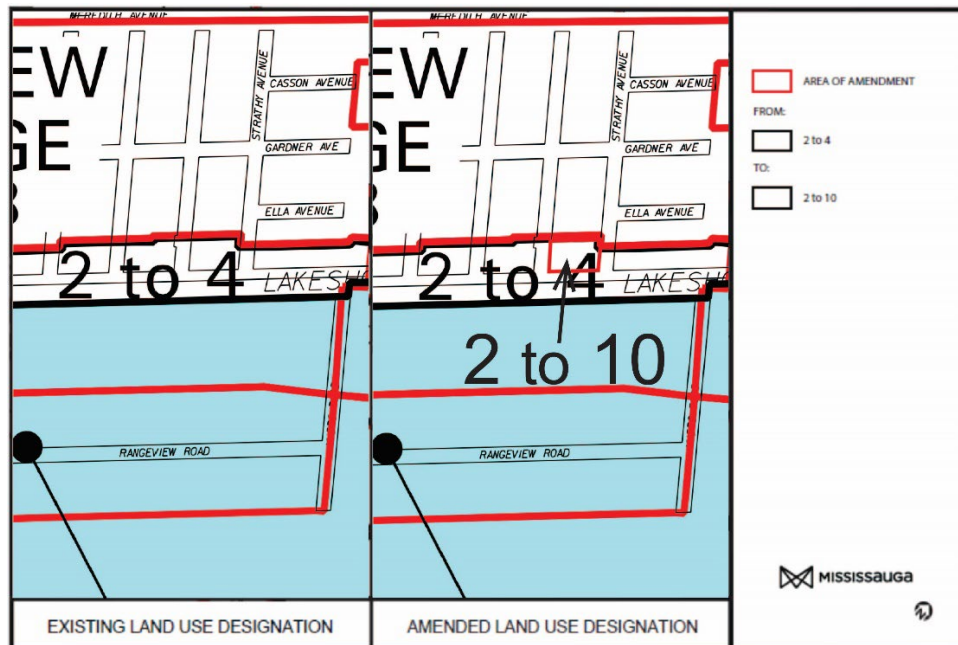 MEREDITH AVENUE
EW
GE
STRATHY AVENUE
CASSON AVENUE
GARDNER AVE
ELLA AVENUE
2 to 4
LAKESH
RANGEVIEW ROAD
EXISTING LAND USE DESIGNATION
MEREDITH AVENUE
EW
GE
STRATHY AVENUE
CASSON AVENUE
GARDNER AVE
ELLA AVENUE
2 to 4
LAKESH
2 to 10
RANGEVIEW ROAD
AMENDED LAND USE DESIGNATION
AREA OF AMENDMENT
FROM:
2 to 4
TO:
2 to 10
MISSISSAUGA